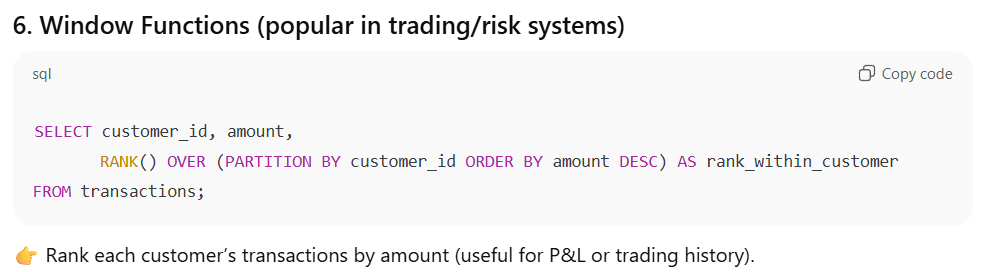 6. Window Functions (popular in trading/risk systems)
sql
Copy code
SELECT customer_id, amount,
       RANK() OVER (PARTITION BY customer_id ORDER BY amount DESC) AS rank_within_customer
FROM transactions;
👉 Rank each customer’s transactions by amount (useful for P&L or trading history).